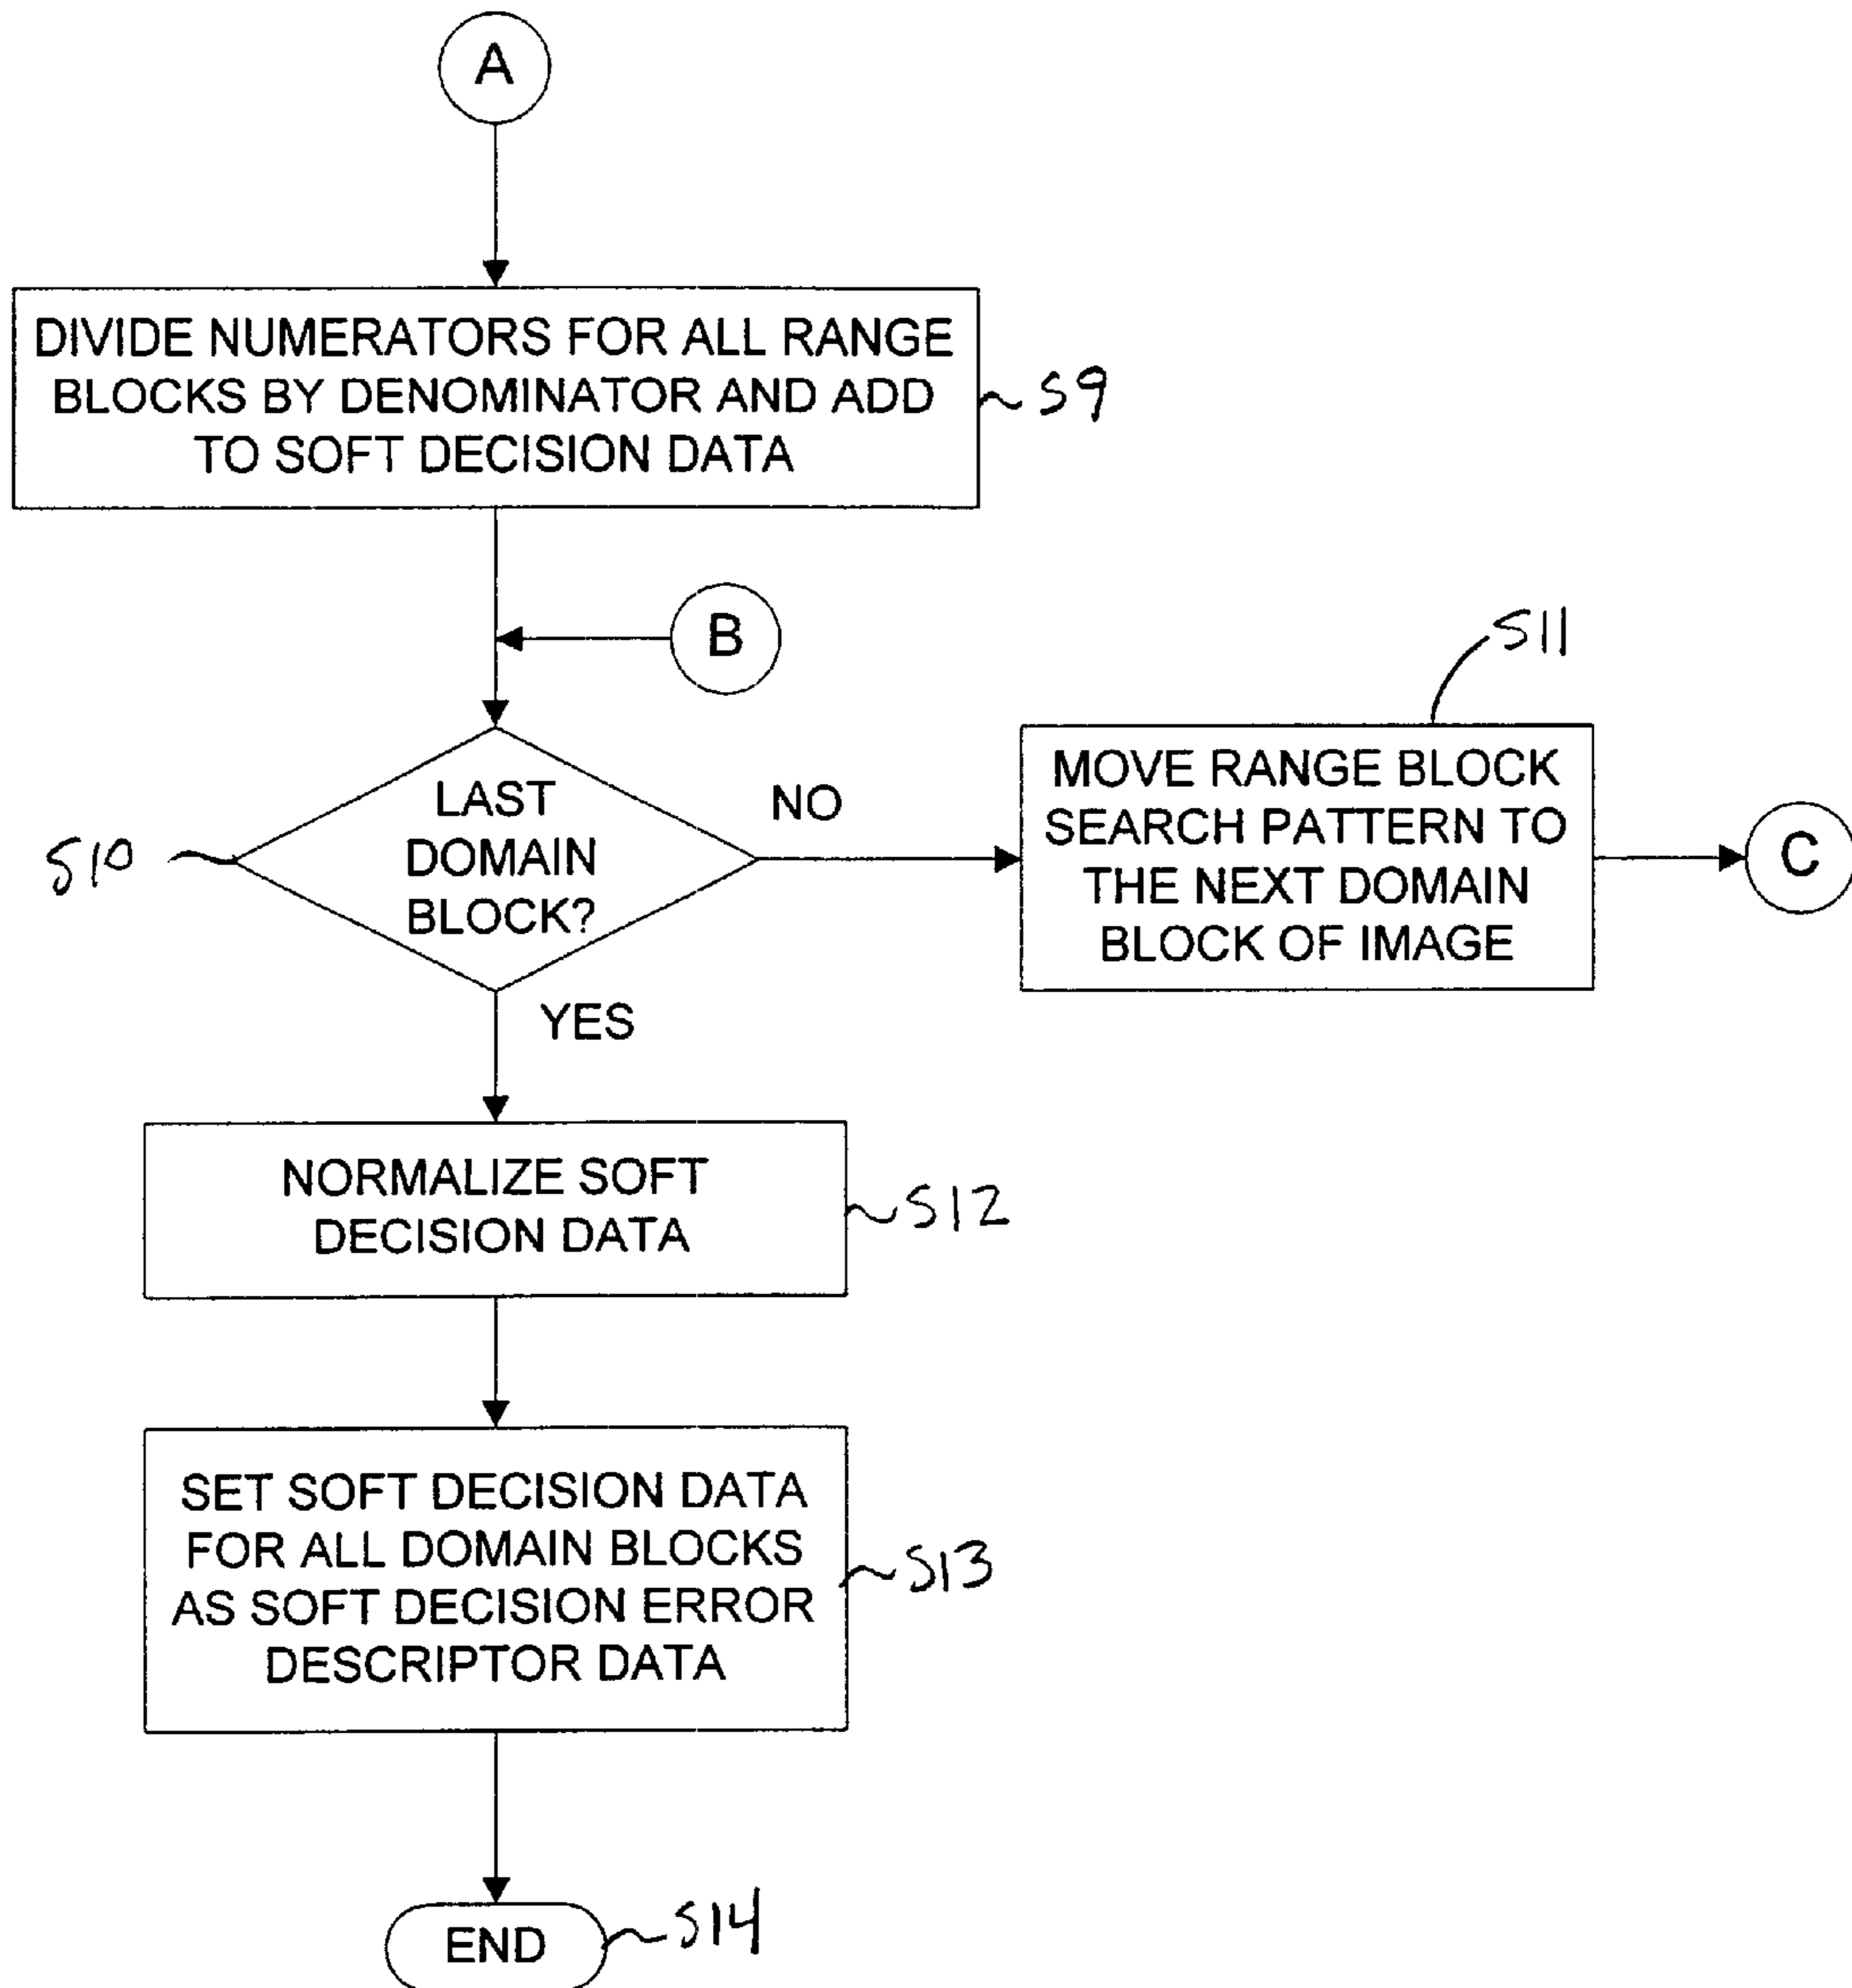 A
DIVIDE NUMERATORS FOR ALL RANGE
BLOCKS BY DENOMINATOR AND ADD
TO SOFT DECISION DATA
S9
B
S11
LAST
DOMAIN
BLOCK?
S10
NO
MOVE RANGE BLOCK
SEARCH PATTERN TO
THE NEXT DOMAIN
BLOCK OF IMAGE
C
YES
NORMALIZE SOFT
DECISION DATA
S12
SET SOFT DECISION DATA
FOR ALL DOMAIN BLOCKS
AS SOFT DECISION ERROR
DESCRIPTOR DATA
S13
END
S14